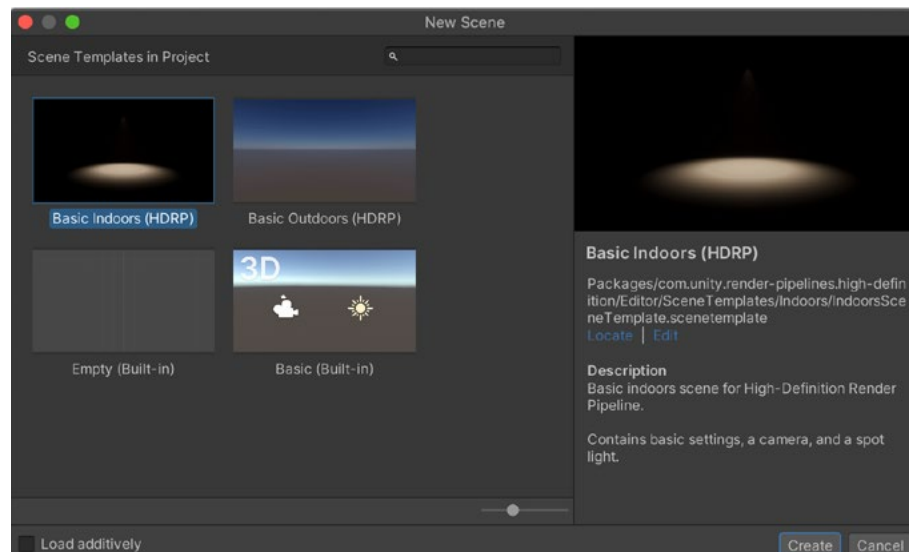 New Scene
Scene Templates in Project
Basic Indoors (HDRP)
Basic Outdoors (HDRP)
3D
Empty (Built-in)
Basic (Built-in)
Basic Indoors (HDRP)
Packages/com.unity.render-pipelines.high-defin
ition/Editor/SceneTemplates/Indoors/IndoorsSce
neTemplate.scenetemplate
Locate | Edit
Description
Basic indoors scene for High-Definition Render
Pipeline.
Contains basic settings, a camera, and a spot
light.
Load additively
Create
Cancel